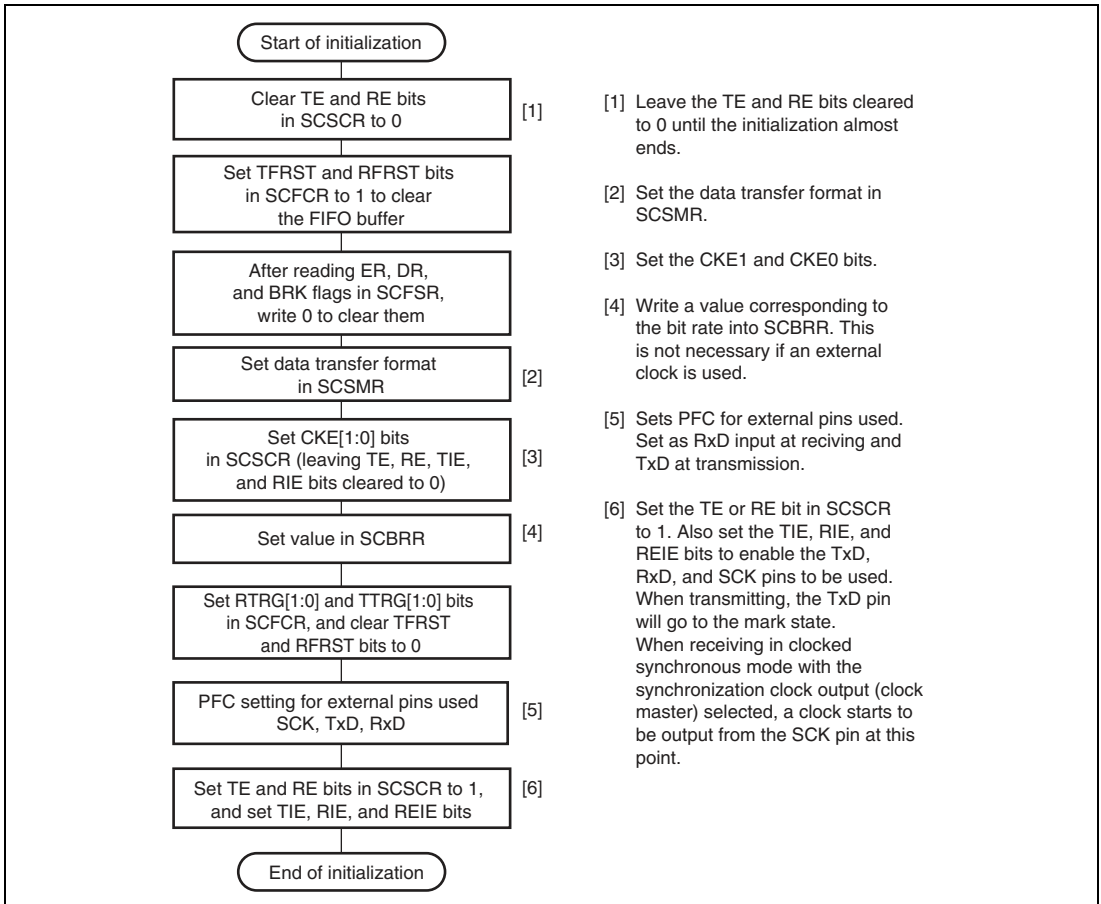 Start of initialization
Clear TE and RE bits
in SCSCR to 0
[1]
Set TFRST and RFRST bits
in SCFCR to 1 to clear
the FIFO buffer
After reading ER, DR,
and BRK flags in SCFSR,
write 0 to clear them
Set data transfer format
in SCSMR
[2]
Set CKE[1:0] bits
in SCSCR (leaving TE, RE, TIE,
and RIE bits cleared to 0)
[3]
Set value in SCBRR
[4]
Set RTRG[1:0] and TTRG[1:0] bits
in SCFCR, and clear TFRST
and RFRST bits to 0
PFC setting for external pins used
SCK, TxD, RxD
[5]
Set TE and RE bits in SCSCR to 1,
and set TIE, RIE, and REIE bits
[6]
End of initialization
[1] Leave the TE and RE bits cleared
to 0 until the initialization almost
ends.
[2] Set the data transfer format in
SCSMR.
[3] Set the CKE1 and CKE0 bits.
[4] Write a value corresponding to
the bit rate into SCBRR. This
is not necessary if an external
clock is used.
[5] Sets PFC for external pins used.
Set as RxD input at reciving and
TxD at transmission.
[6] Set the TE or RE bit in SCSCR
to 1. Also set the TIE, RIE, and
REIE bits to enable the TxD,
RxD, and SCK pins to be used.
When transmitting, the TxD pin
will go to the mark state.
When receiving in clocked
synchronous mode with the
synchronization clock output (clock
master) selected, a clock starts to
be output from the SCK pin at this
point.